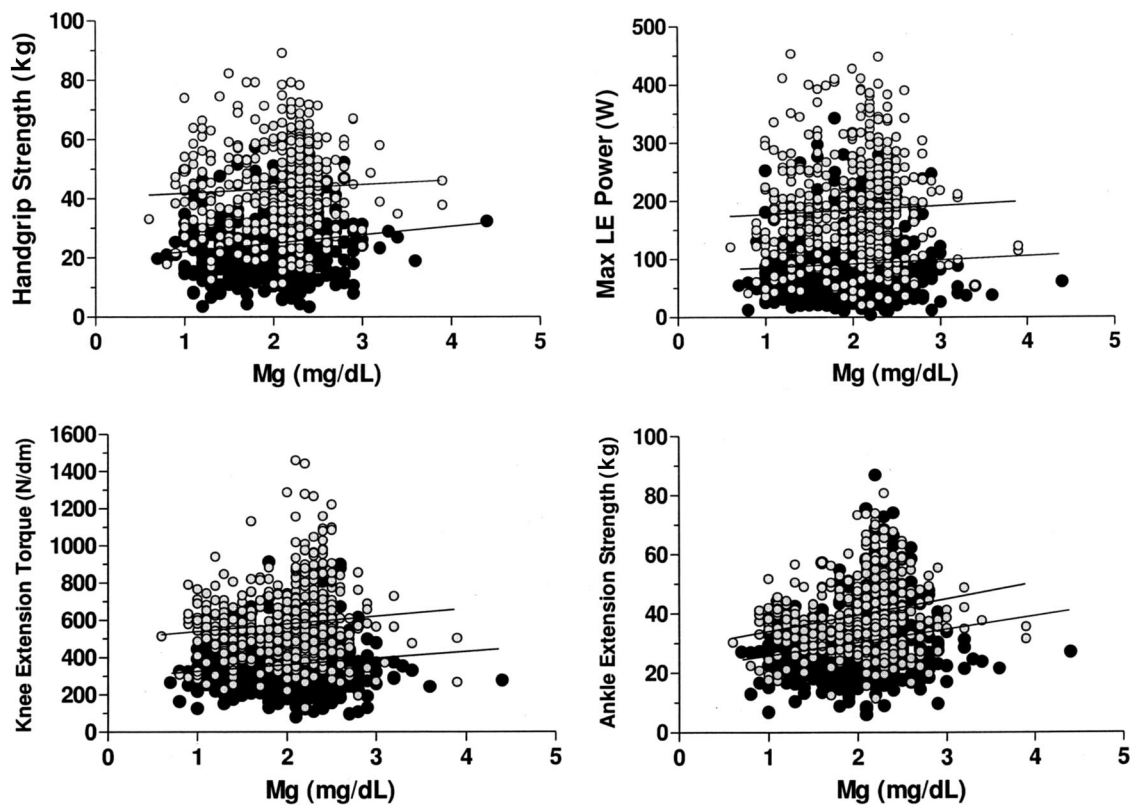 Handgrip Strength (kg)
100
80
60
40
20
0
0 1 2 3 4 5
Mg (mg/dL)
Max LE Power (W)
500
400
300
200
100
0
0 1 2 3 4 5
Mg (mg/dL)
Knee Extension Torque (N/dm)
1600
1400
1200
1000
800
600
400
200
0
0 1 2 3 4 5
Mg (mg/dL)
Ankle Extension Strength (kg)
100
80
60
40
20
0
0 1 2 3 4 5
Mg (mg/dL)